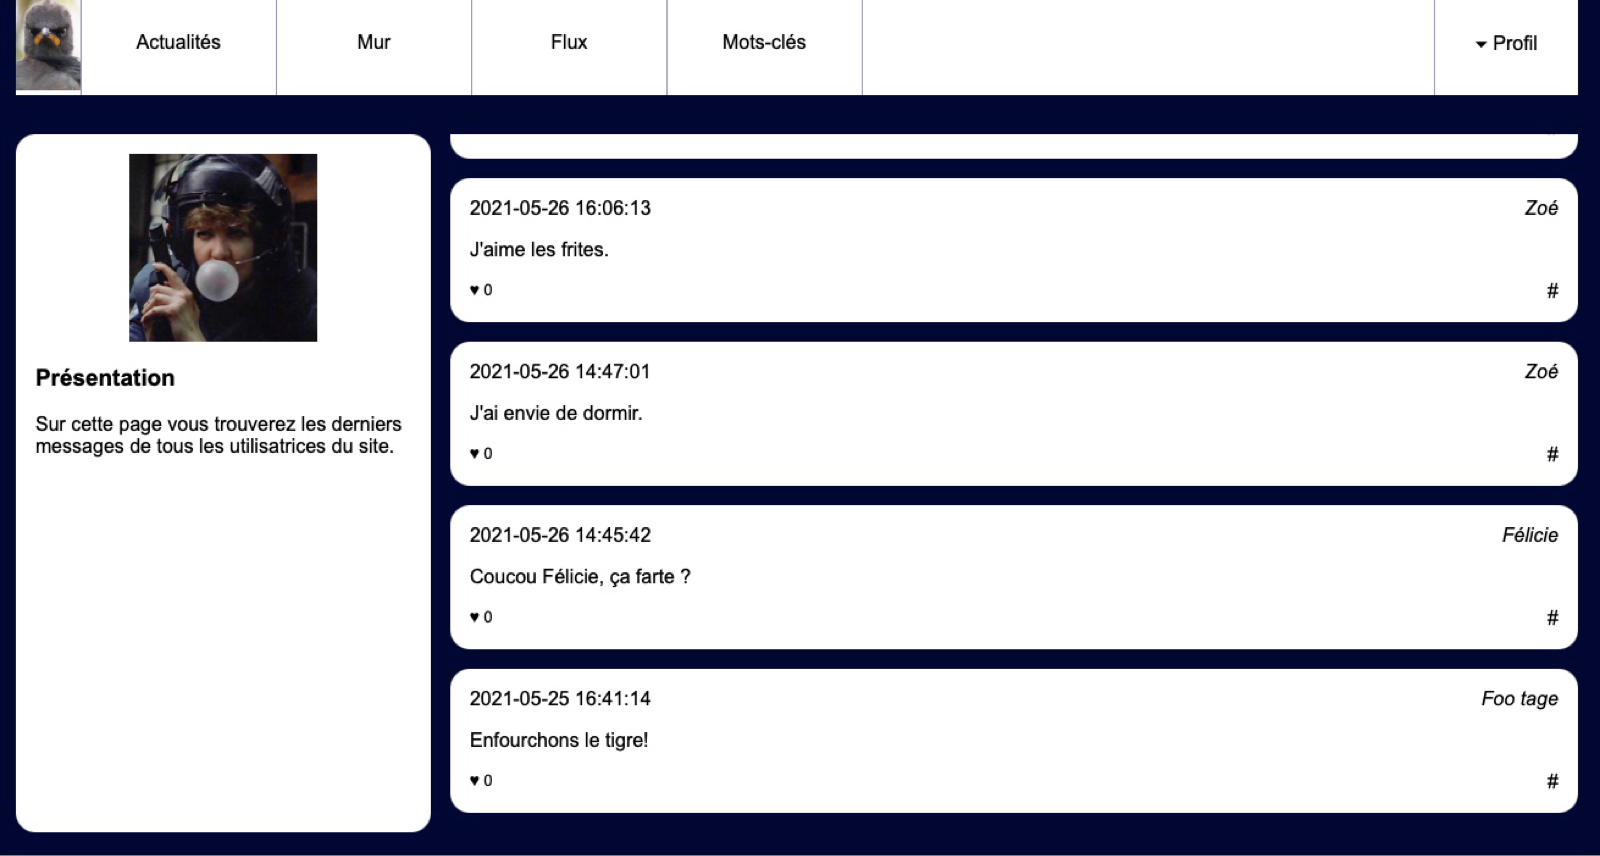 Actualités
Mur
Flux
Mots-clés
Profil
Présentation
Sur cette page vous trouverez les derniers
messages de tous les utilisatrices du site.
2021-05-26 16:06:13
Zoé
J'aime les frites.
♥ 0
#
2021-05-26 14:47:01
Zoé
J'ai envie de dormir.
♥ 0
#
2021-05-26 14:45:42
Félicie
Coucou Félicie, ça farte ?
♥ 0
#
2021-05-25 16:41:14
Foo tage
Enfourchons le tigre!
♥ 0
#